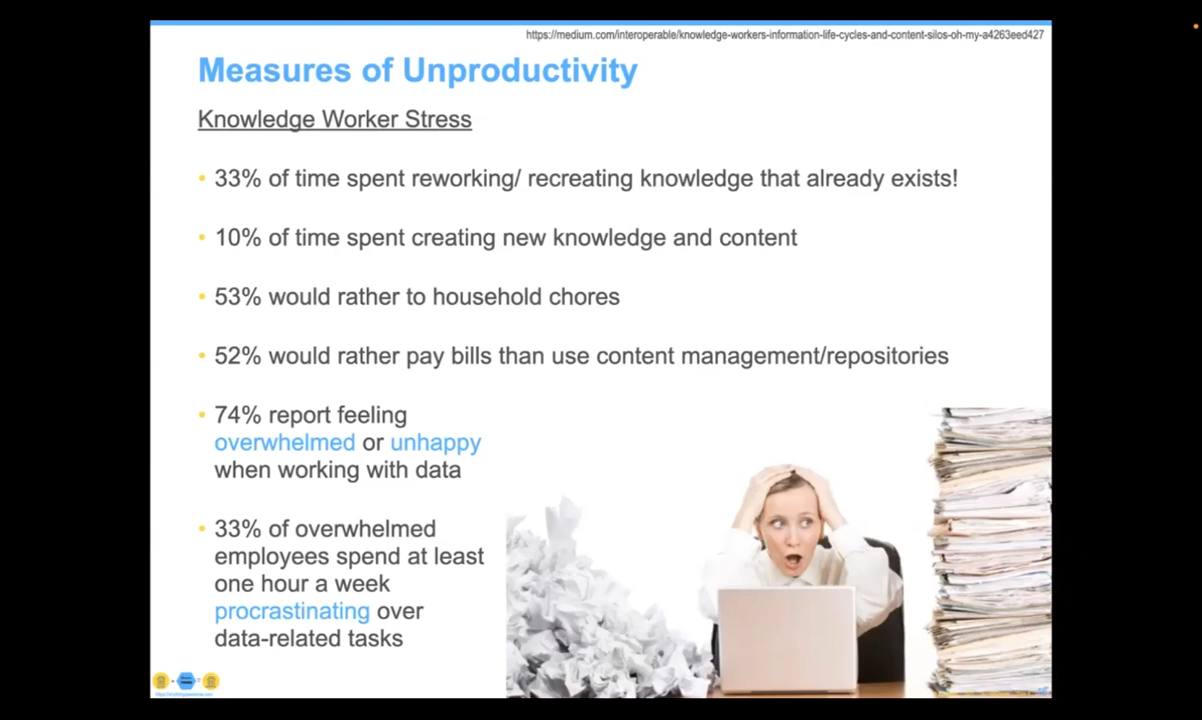 https://medium.com/interoperable/knowledge-workers-information-life-cycles-and-content-silos-oh-my-a4263eed427
Measures of Unproductivity
Knowledge Worker Stress
• 33% of time spent reworking/ recreating knowledge that already exists!
• 10% of time spent creating new knowledge and content
• 53% would rather to household chores
• 52% would rather pay bills than use content management/repositories
• 74% report feeling
overwhelmed or unhappy
when working with data
• 33% of overwhelmed
employees spend at least
one hour a week
procrastinating over
data-related tasks